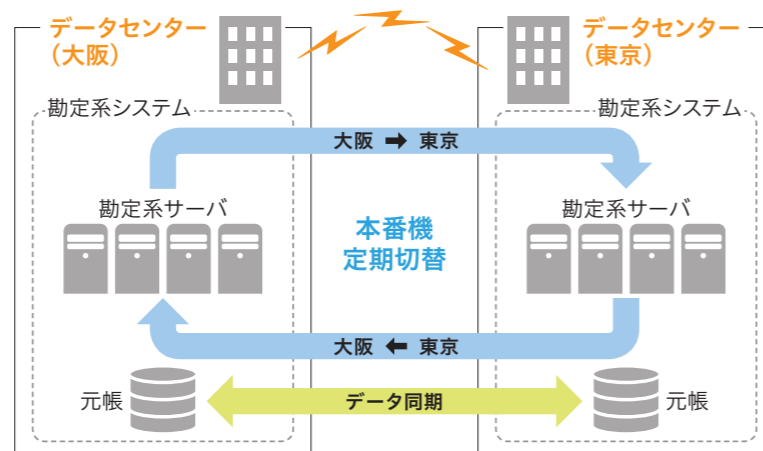 データセンター
(大阪)
データセンター
(東京)
勘定系システム
勘定系システム
大阪 ➡ 東京
勘定系サーバ
勘定系サーバ
本番機
定期切替
大阪 ⬅ 東京
元帳
データ同期
元帳